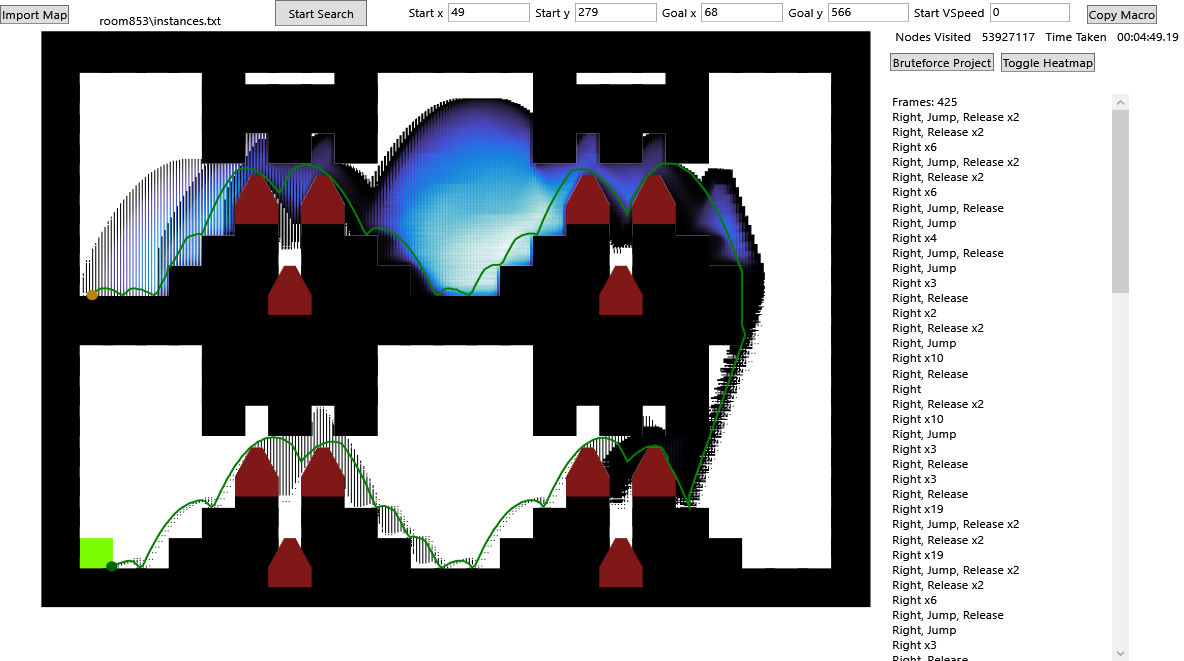 Import Map
room853\instances.txt
Start Search
Start x 49 Start y 279 Goal x 68 Goal y 566 Start VSpeed 0
Copy Macro
Nodes Visited 53927117 Time Taken 00:04:49.19
Bruteforce Project Toggle Heatmap
Frames: 425
Right, Jump, Release x2
Right, Release x2
Right x6
Right, Jump, Release x2
Right, Release x2
Right x6
Right, Jump, Release
Right, Jump
Right x4
Right, Jump, Release
Right, Jump
Right x3
Right, Release
Right x2
Right, Release x2
Right, Jump
Right x10
Right, Release
Right
Right, Release x2
Right x10
Right, Jump
Right x3
Right, Release
Right x3
Right, Release
Right x19
Right, Jump, Release x2
Right, Release x2
Right x19
Right, Jump, Release x2
Right, Release x2
Right x6
Right, Jump, Release
Right, Jump
Right x3
Right, Release